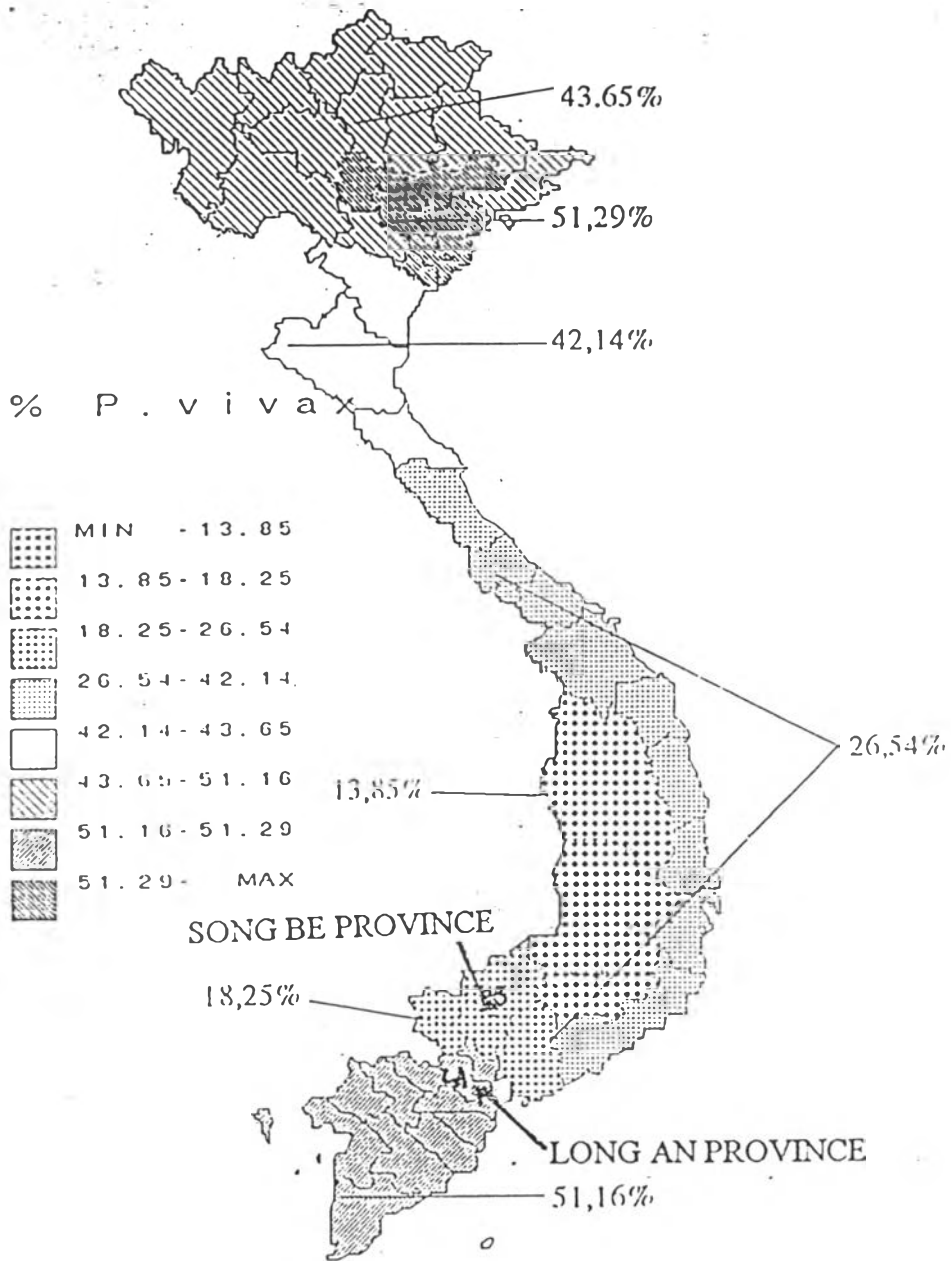 43.65%
51,29%
42,14%
% P. vivax
MIN - 13.85
13.85-18.25
18.25-26.54
26.54-42.14
42.14-43.65
43.65-51.16
51.16-51.29
51.29- MAX
26,54%
13,85%
SONG BE PROVINCE
18,25%
LA
LONG AN PROVINCE
51,16%